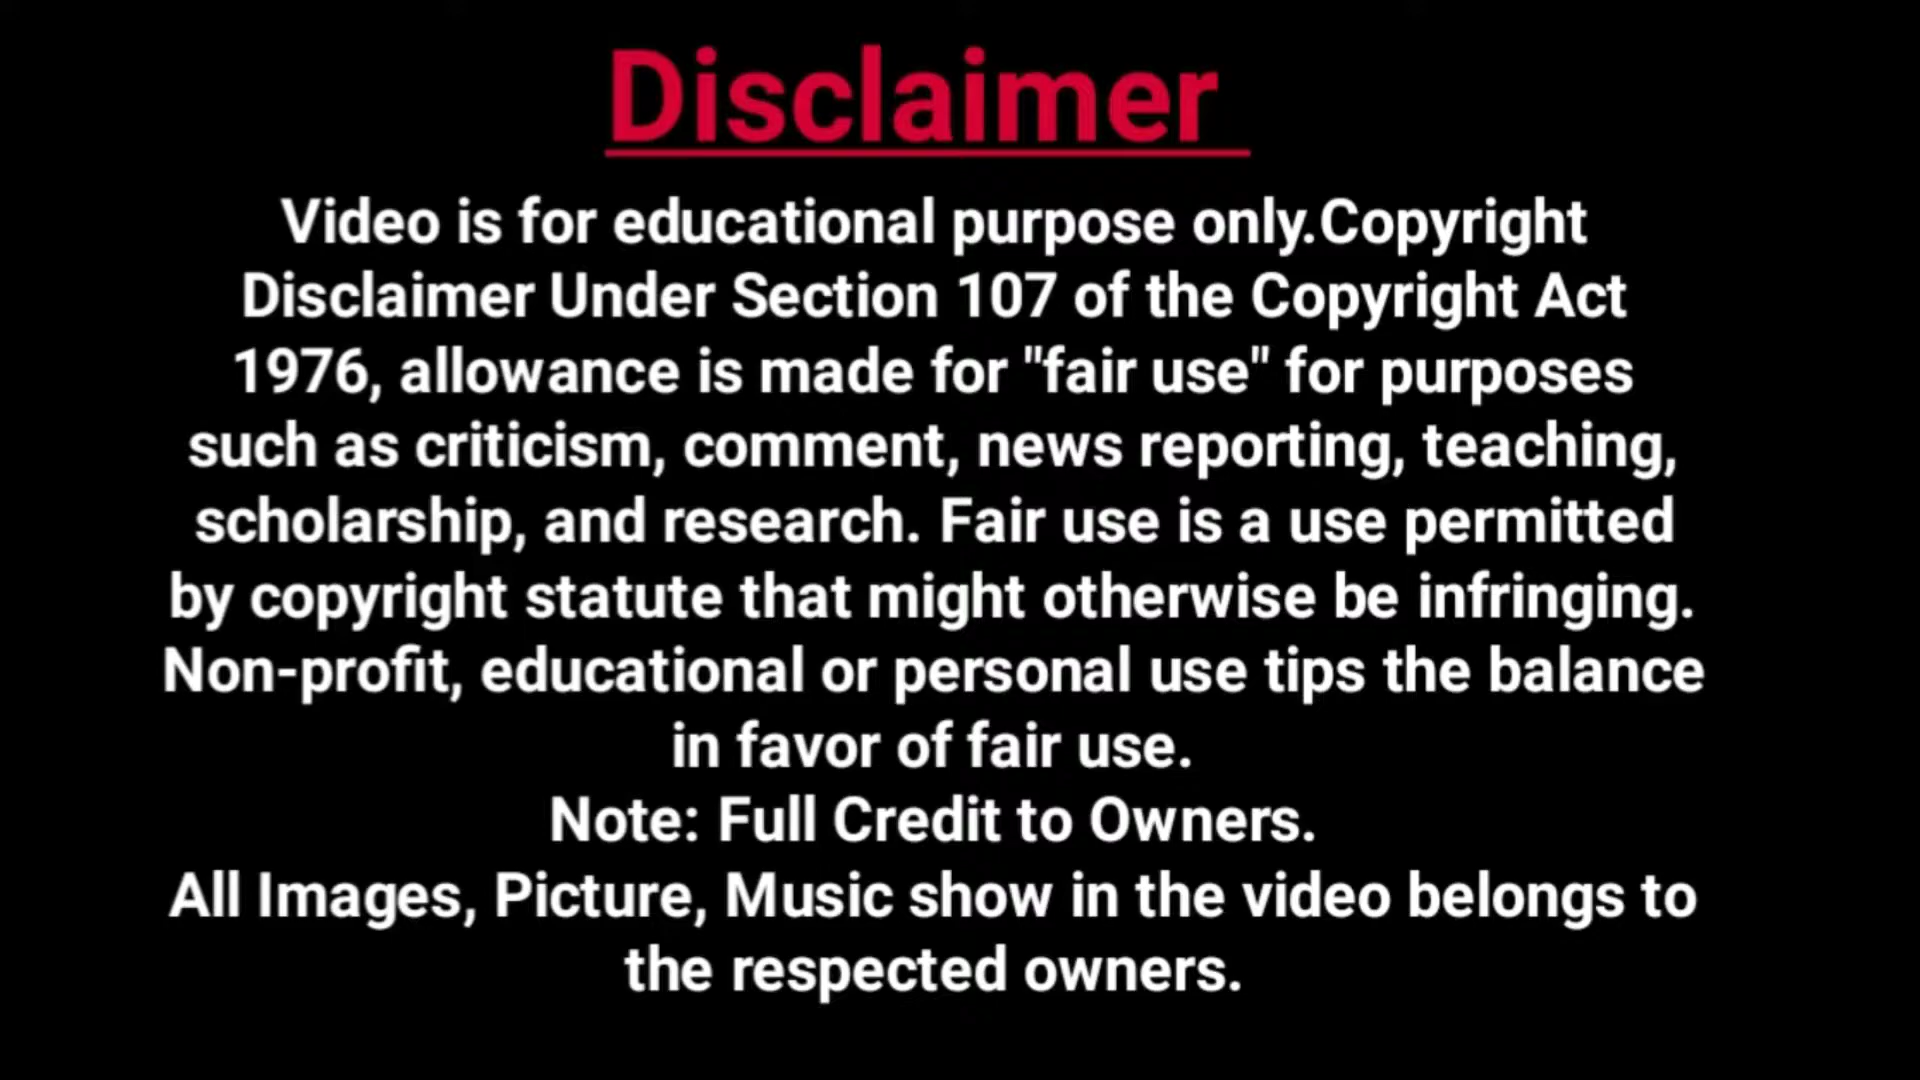 Disclaimer
Video is for educational purpose only.Copyright
Disclaimer Under Section 107 of the Copyright Act
1976, allowance is made for "fair use" for purposes
such as criticism, comment, news reporting, teaching,
scholarship, and research. Fair use is a use permitted
by copyright statute that might otherwise be infringing.
Non-profit, educational or personal use tips the balance
in favor of fair use.
Note: Full Credit to Owners.
All Images, Picture, Music show in the video belongs to
the respected owners.